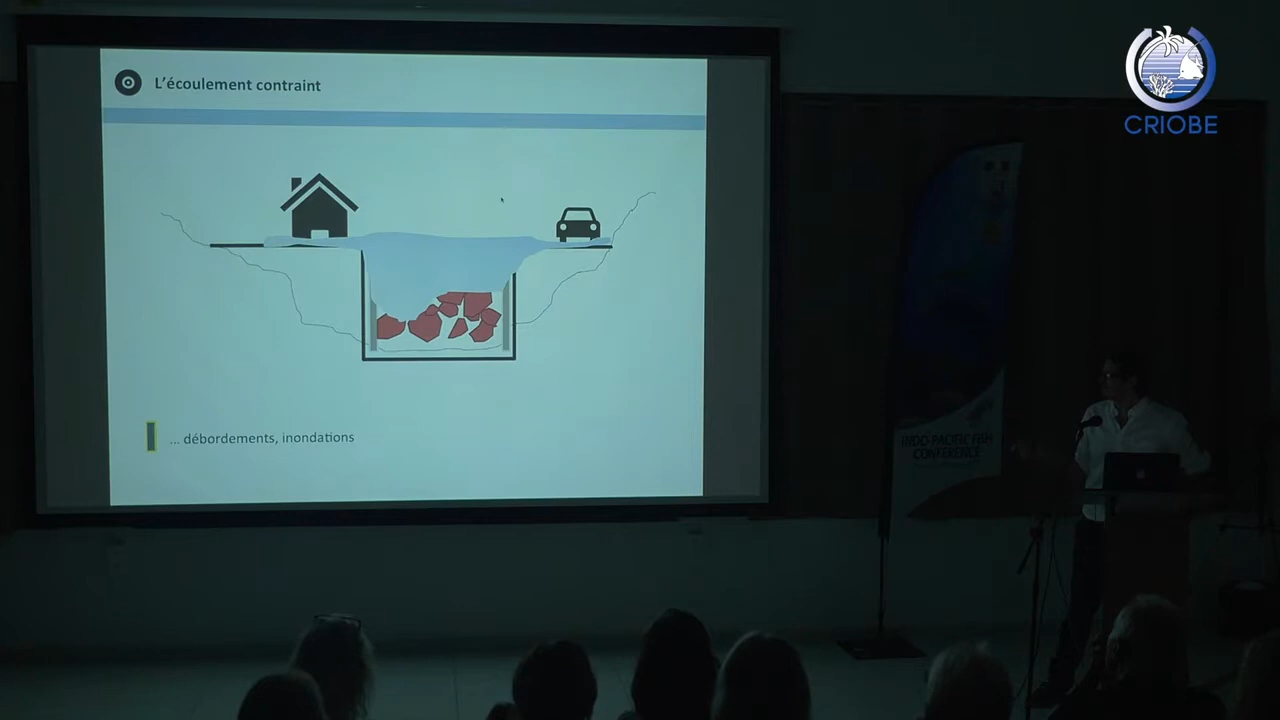 L'écoulement contraint
... débordements, inondations
CRIOBE
INDO-PACIFIC FISH
CONFERENCE